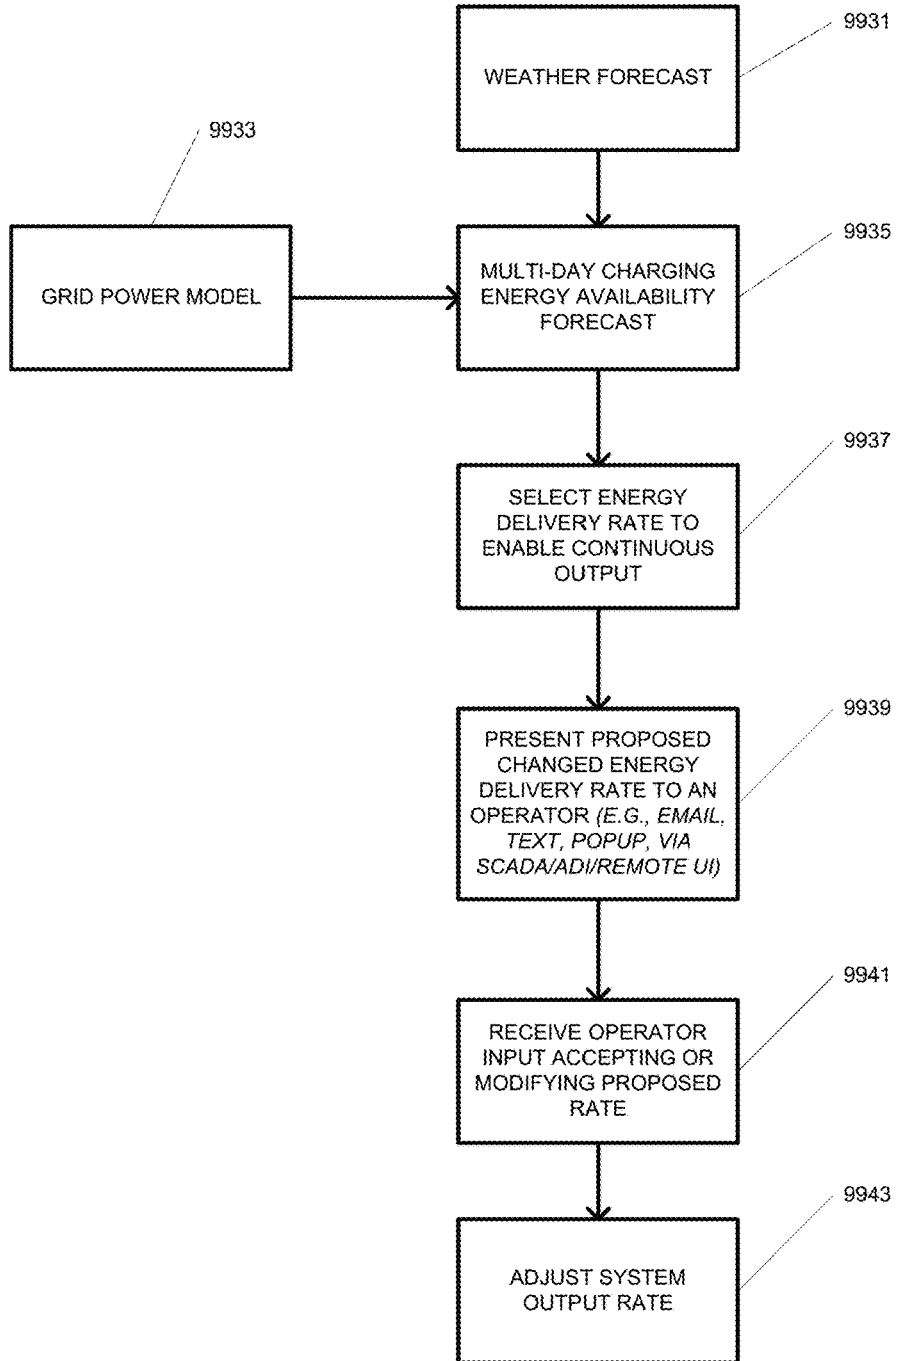 9931
WEATHER FORECAST
9933
GRID POWER MODEL
9935
MULTI-DAY CHARGING
ENERGY AVAILABILITY
FORECAST
9937
SELECT ENERGY
DELIVERY RATE TO
ENABLE CONTINUOUS
OUTPUT
9939
PRESENT PROPOSED
CHANGED ENERGY
DELIVERY RATE TO AN
OPERATOR (E.G., EMAIL,
TEXT, POPUP, VIA
SCADA/ADI/REMOTE UI)
9941
RECEIVE OPERATOR
INPUT ACCEPTING OR
MODIFYING PROPOSED
RATE
9943
ADJUST SYSTEM
OUTPUT RATE